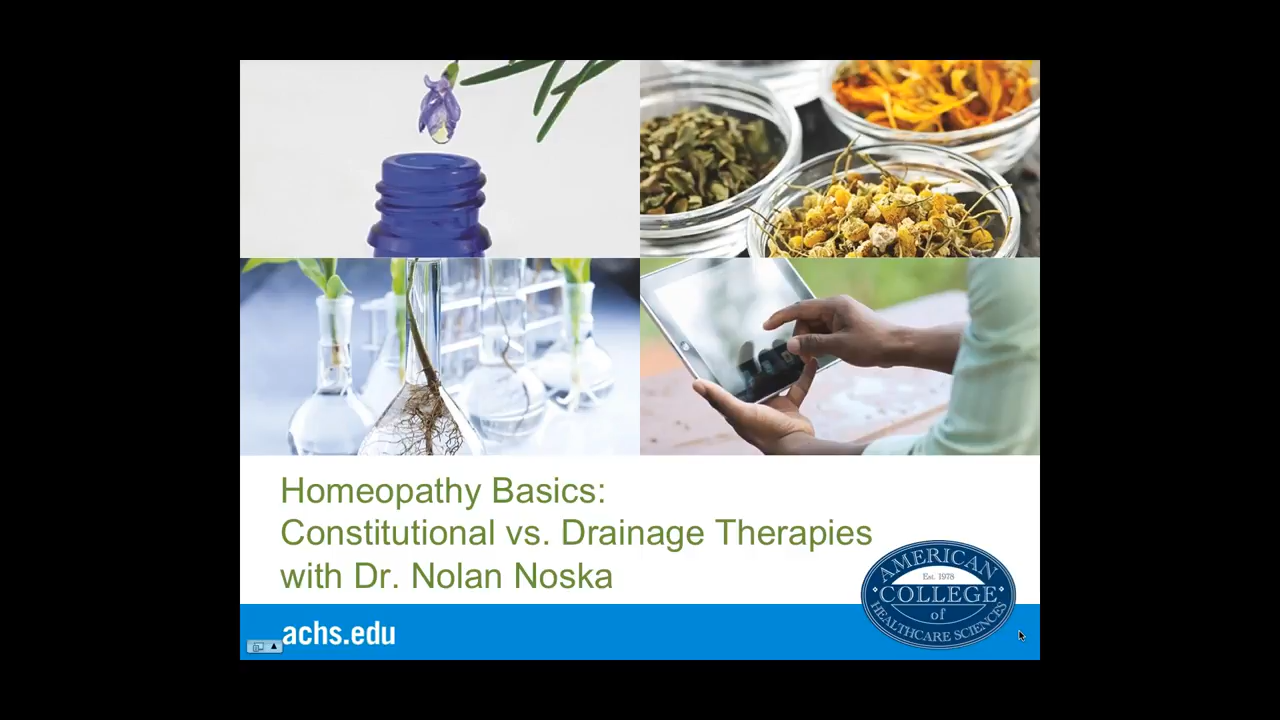 Homeopathy Basics:
Constitutional vs. Drainage Therapies
with Dr. Nolan Noska
AMERICAN
Est. 1978
COLLEGE
of
HEALTHCARE SCIENCES
achs.edu